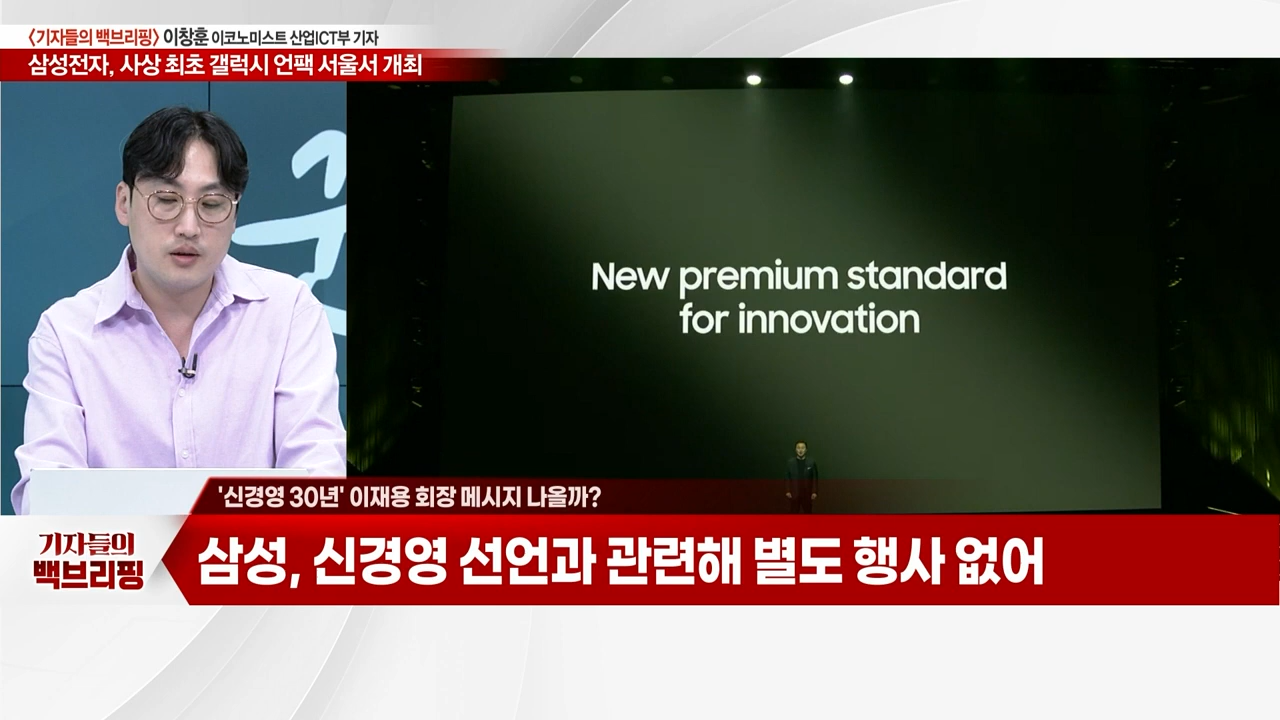 <기자들의 백브리핑> 이창훈 이코노미스트 산업ICT부 기자
삼성전자, 사상 최초 갤럭시 언팩 서울서 개최
New premium standard
for innovation
'신경영 30년' 이재용 회장 메시지 나올까?
기자들의
백브리핑
삼성, 신경영 선언과 관련해 별도 행사 없어